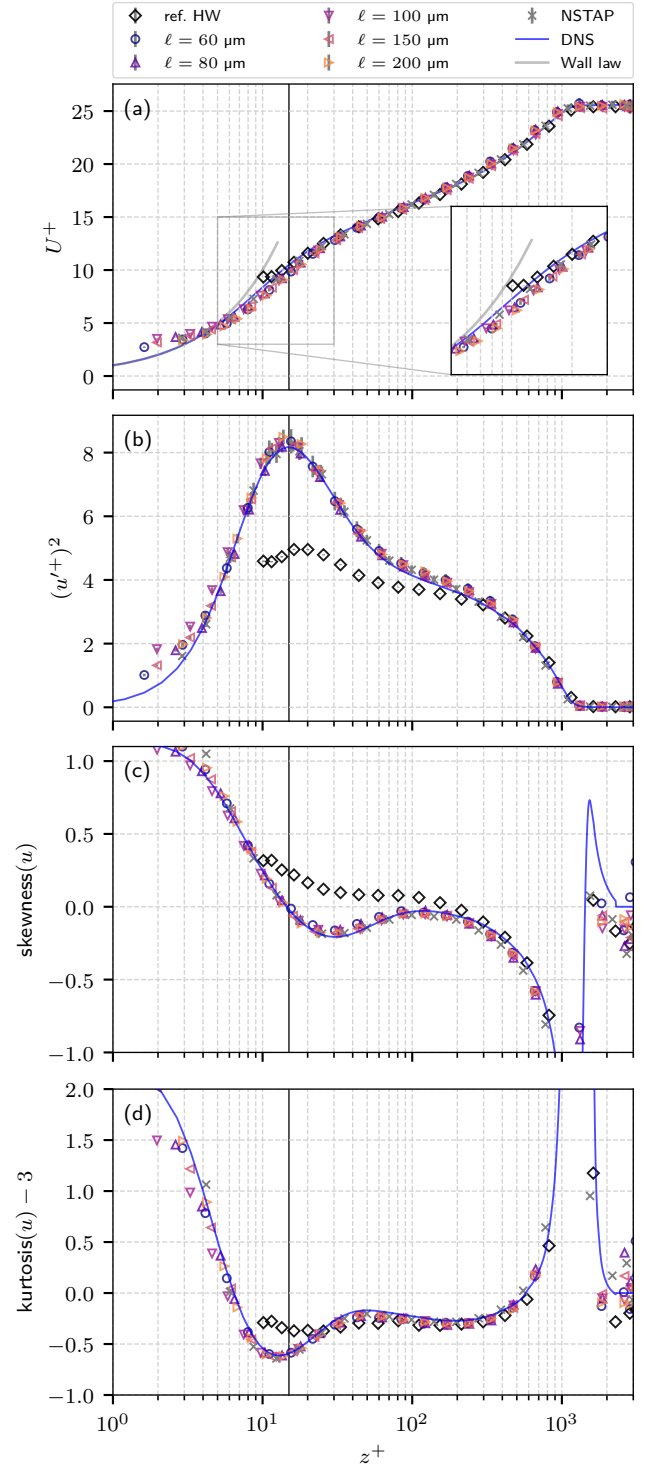 ref. HW ℓ = 100 μm NSTAP
ℓ = 60 μm ℓ = 150 μm DNS
ℓ = 80 μm ℓ = 200 μm Wall law
(a)
25
20
15
10
5
0
U⁺
(b)
8
6
4
2
0
(u′⁺)²
(c)
1.0
0.5
0.0
−0.5
−1.0
skewness(u)
(d)
2.0
1.5
1.0
0.5
0.0
−0.5
−1.0
kurtosis(u) − 3
10⁰ 10¹ 10² 10³
z⁺